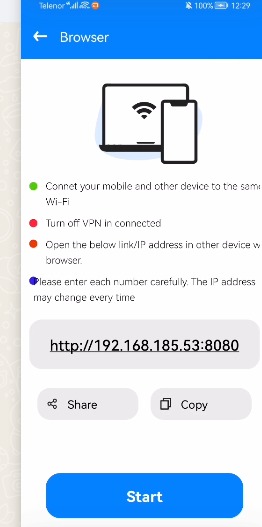 Telenor 100% 12:29
Browser
Connet your mobile and other device to the same
Wi-Fi
Turn off VPN in connected
Open the below link/IP address in other device w
browser.
Please enter each number carefully. The IP address
may change every time
http://192.168.185.53:8080
Share Copy
Start